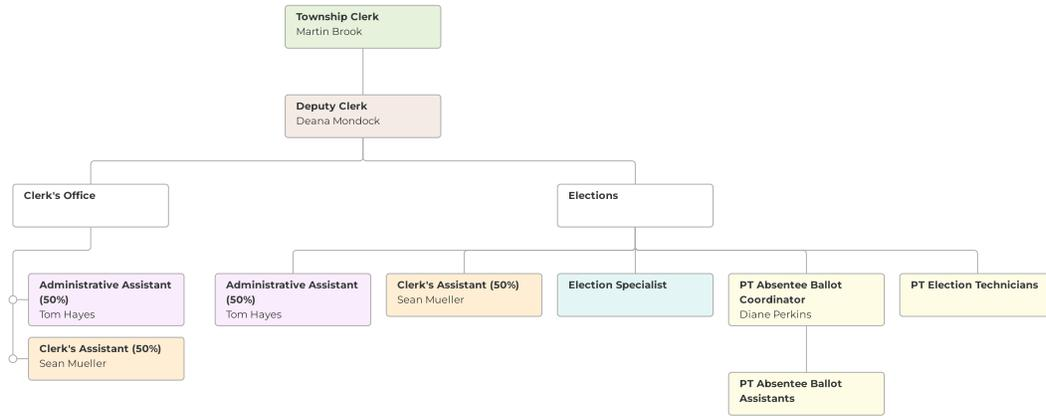 Township Clerk
Martin Brook
Deputy Clerk
Deana Mondock
Clerk's Office
Elections
Administrative Assistant
(50%)
Tom Hayes
Clerk's Assistant (50%)
Sean Mueller
Administrative Assistant
(50%)
Tom Hayes
Clerk's Assistant (50%)
Sean Mueller
Election Specialist
PT Absentee Ballot
Coordinator
Diane Perkins
PT Election Technicians
PT Absentee Ballot
Assistants